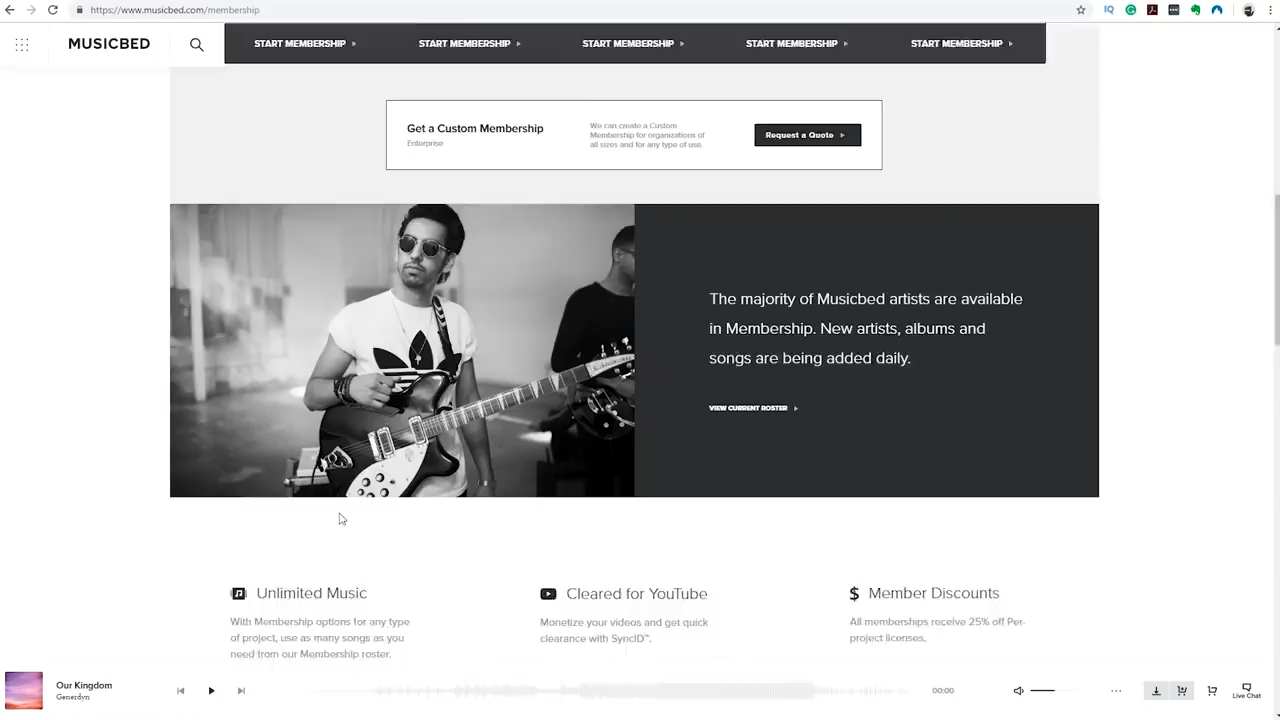 https://www.musicbed.com/membership
MUSICBED
START MEMBERSHIP START MEMBERSHIP START MEMBERSHIP START MEMBERSHIP START MEMBERSHIP
Get a Custom Membership
Enterprise
We can create a Custom
Membership for organizations of
all sizes and for any type of use.
Request a Quote
The majority of Musicbed artists are available
in Membership. New artists, albums and
songs are being added daily.
VIEW CURRENT ROSTER
Unlimited Music
With Membership options for any type
of project, use as many songs as you
need from our Membership roster.
Cleared for YouTube
Monetize your videos and get quick
clearance with SyncID™.
$ Member Discounts
All memberships receive 25% off Per-
project licenses.
Our Kingdom
Generdyn
00:00
Live Chat